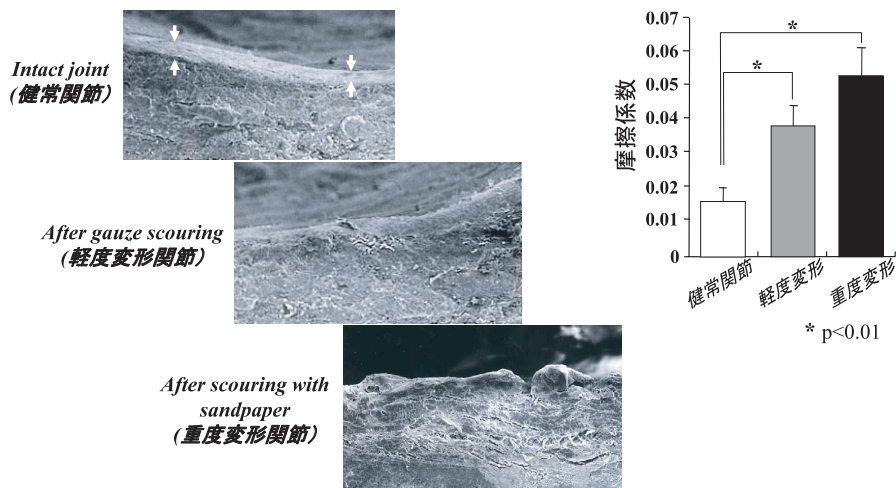 Intact joint
(健常関節)
After gauze scouring
(軽度変形関節)
After scouring with
sandpaper
(重度変形関節)
摩擦係数
0.07
0.06
0.05
0.04
0.03
0.02
0.01
0
*
*
健常関節
軽度変形
重度変形
* p<0.01